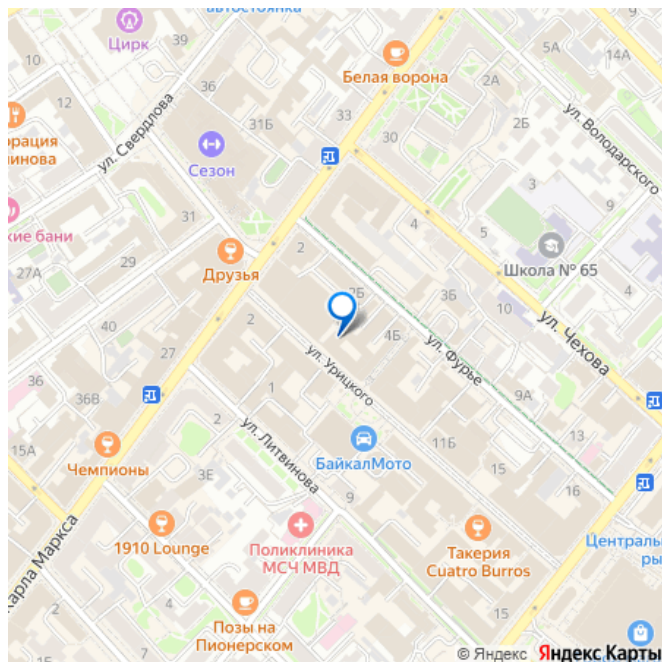 автостоянка
Цирк
39
5А
14А
Белая ворона
36
2А
10
12
31Б
33
2Б
30
ул. Свердлова
ул. Володарского
Сезон
3
31
4
9
5
кие бани
2
Школа № 65
Друзья
29
27А
3Б
10
40
2
4Б
ул. Чехова
27
ул. Фурье
ул. Урицкого
36
1
9А
36В
2
13
15А
11Б
Чемпионы
ул. Литвинова
БайкалМото
3Е
15
16
9
1910 Lounge
Поликлиника
МСЧ МВД
Такерия
Cuatro Burros
Карла Маркса
2
4
Позы на
Пионерском
15
© Яндекс Яндекс Карты